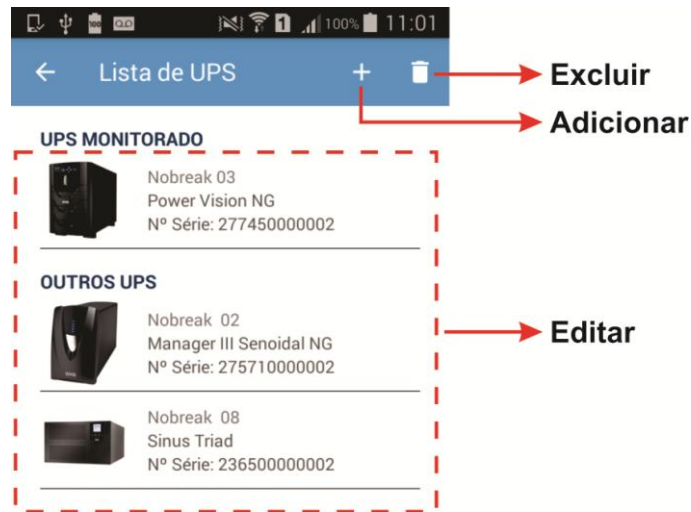 100% 11:01
Lista de UPS
Excluir
Adicionar
UPS MONITORADO
Nobreak 03
Power Vision NG
Nº Série: 277450000002
OUTROS UPS
Nobreak 02
Manager III Senoidal NG
Nº Série: 275710000002
Editar
Nobreak 08
Sinus Triad
Nº Série: 236500000002